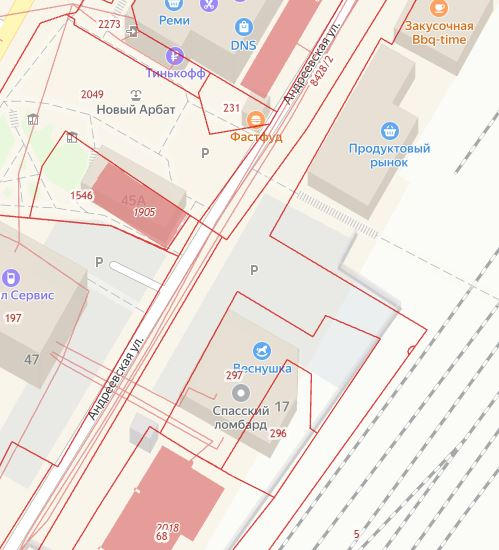 Реми
2273
DNS
Закусочная
Bbq-time
Тинькофф
2049
Новый Арбат
231
Фастфуд
Андреевская ул.
8428/2
P
Продуктовый
рынок
1546
45А
1905
P
P
л Сервис
197
47
Андреевская ул.
Веснушка
297
Спасский
ломбард
17
296
2018
68
5